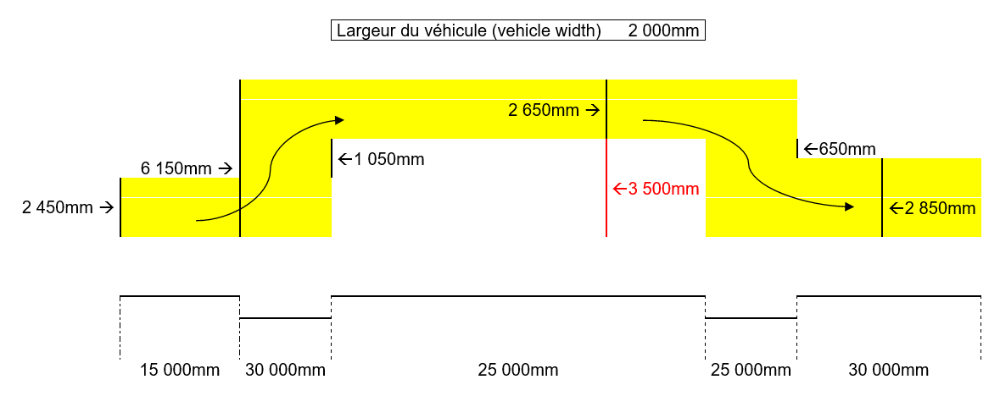 Largeur du véhicule (vehicle width) 2 000mm
2 650mm →
6 150mm →
←1 050mm
←650mm
←3 500mm
2 450mm →
←2 850mm
15 000mm
30 000mm
25 000mm
25 000mm
30 000mm